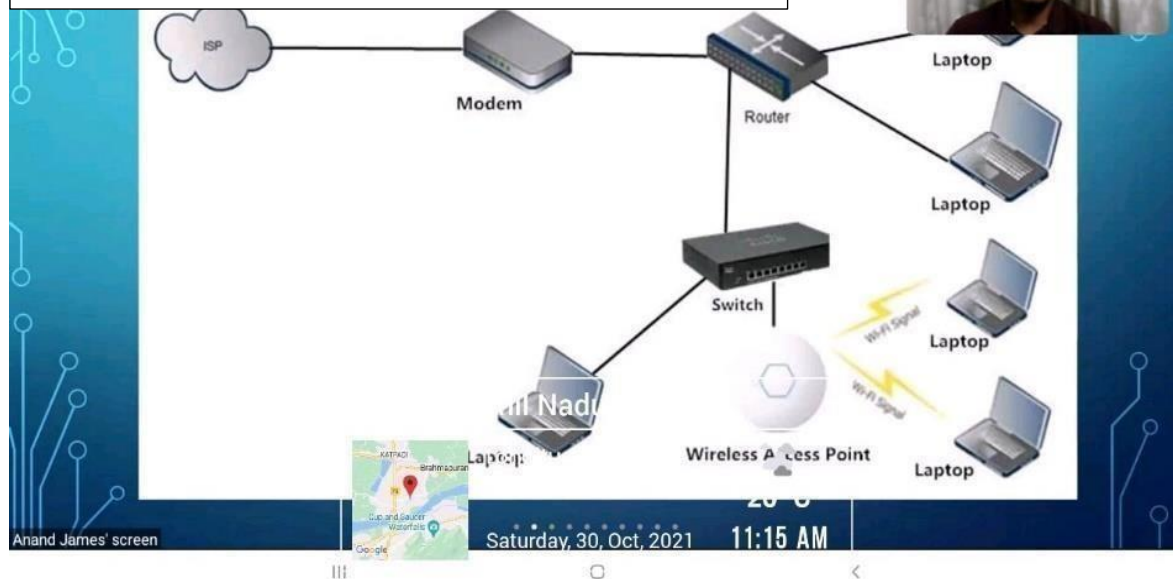 ISP
Modem
Router
Laptop
Laptop
Switch
Wi-Fi Signal
Laptop
Wi-Fi Signal
Nadu
Laptop
Wireless Access Point
Laptop
KATPADI
Brahmapuram
Cup and Saucer
Waterfalls
Google
Anand James' screen
Saturday, 30, Oct, 2021
11:15 AM